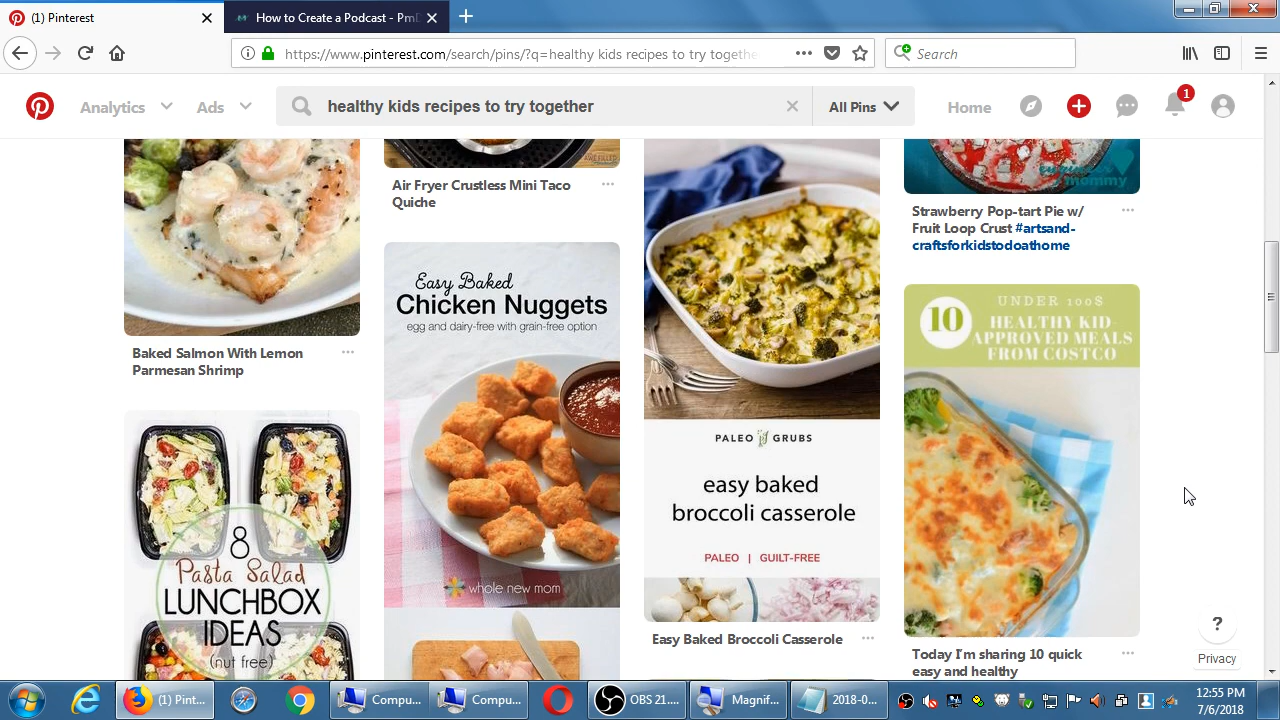 (1) Pinterest
How to Create a Podcast - PmD
https://www.pinterest.com/search/pins/?q=healthy kids recipes to try togethe
Search
Analytics
Ads
healthy kids recipes to try together
All Pins
Home
1
Air Fryer Crustless Mini Taco
Quiche
mommy
Strawberry Pop-tart Pie w/
Fruit Loop Crust #artsand-
craftsforkidstodoathome
Baked Salmon With Lemon
Parmesan Shrimp
Easy Baked
Chicken Nuggets
egg and dairy-free with grain-free option
whole new mom
UNDER 100$
10
HEALTHY KID-
APPROVED MEALS
FROM COSTCO
PALEO GRUBS
easy baked
broccoli casserole
PALEO | GUILT-FREE
Easy Baked Broccoli Casserole
8
Pasta Salad
LUNCHBOX
IDEAS
(nut free)
Today I'm sharing 10 quick
easy and healthy
?
Privacy
(1) Pint...
Compu...
Compu...
OBS 21....
Magnif...
2018-0...
12:55 PM
7/6/2018